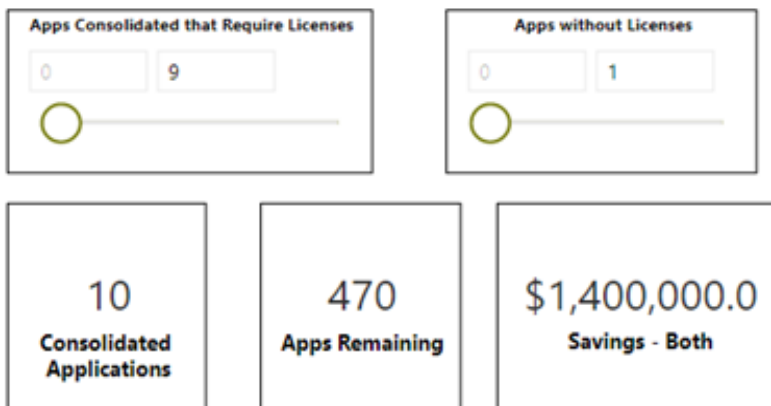 Apps Consolidated that Require Licenses
0
9
Apps without Licenses
0
1
10
Consolidated
Applications
470
Apps Remaining
$1,400,000.0
Savings - Both